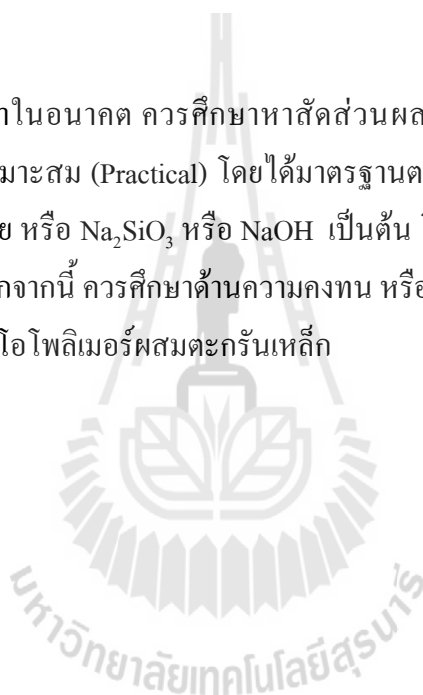 าในอนาคต ควรศึกษาหาสัดส่วนผส
มาะสม (Practical) โดยได้มาตรฐานต
ย หรือ Na₂SiO₃ หรือ NaOH เป็นต้น
กจากนี้ ควรศึกษาด้านความคงทน หรือ
โอโพลิเมอร์ผสมตะกรันเหล็ก
มหาวิทยาลัยเทคโนโลยีสุรนารี